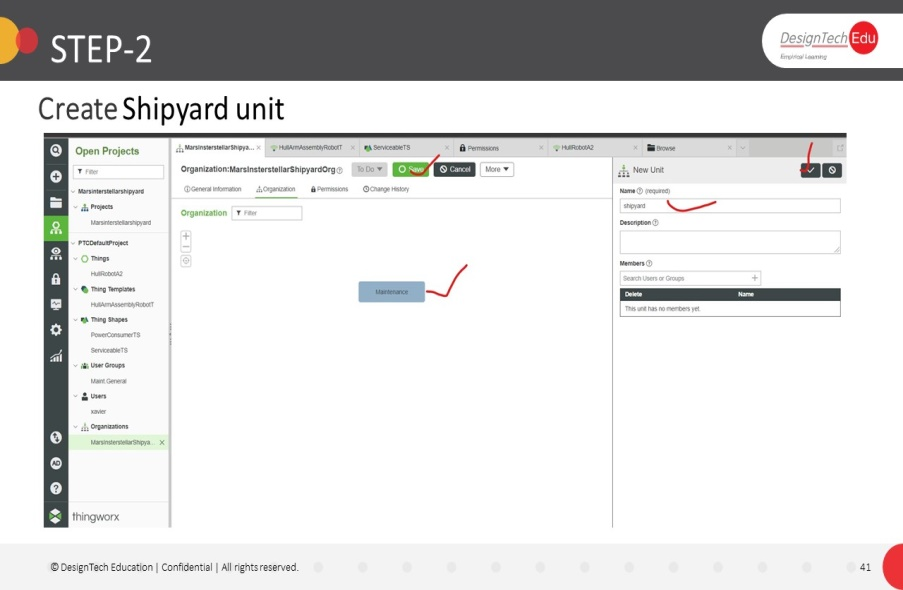 STEP-2
DesignTech Edu
Empirical Learning
Create Shipyard unit
Open Projects
Filter
Marsinterstellarshipyard
Projects
Marsinterstellarshipyard
PTCDefaultProject
Things
HullRobotA2
Thing Templates
HullArmAssemblyRobotT
Thing Shapes
PowerConsumerTS
ServiceableTS
User Groups
Maint.General
Users
xavier
Organizations
MarsInsterstellarShipya...
AD
thingworx
MarsInsterstellarShipya...
HullArmAssemblyRobotT
ServiceableTS
Permissions
HullRobotA2
Browse
Organization:MarsInsterstellarShipyardOrg
To Do
Save
Cancel
More
General Information
Organization
Permissions
Change History
Organization
Filter
Maintenance
New Unit
Name (required)
shipyard
Description
Members
Search Users or Groups
Delete Name
This unit has no members yet.
© DesignTech Education | Confidential | All rights reserved.
41